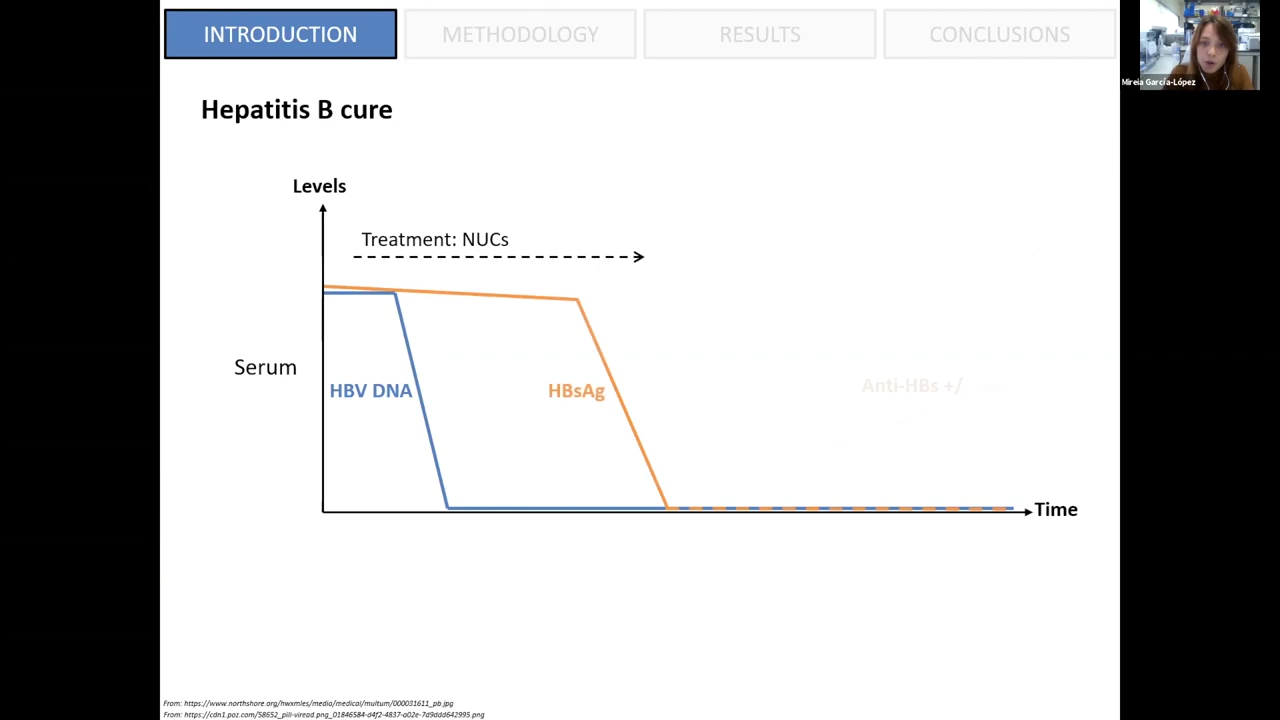 INTRODUCTION
METHODOLOGY
RESULTS
CONCLUSIONS
Mireia García-López
Hepatitis B cure
Levels
Treatment: NUCs
Serum
HBV DNA
HBsAg
Anti-HBs +/
Time
From: https://www.northshore.org/hwxmles/media/medical/multum/000031611_pb.jpg
From: https://cdn1.poz.com/58652_pill-viread.png_01846584-d4f2-4837-a02e-7d9ddd642995.png